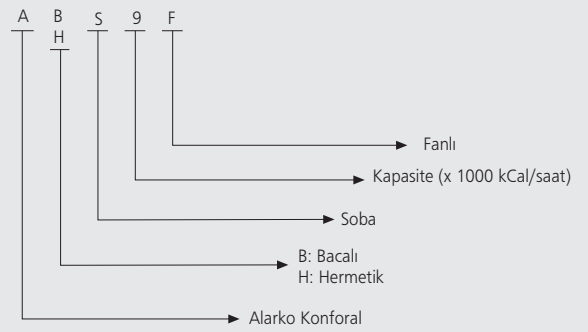 A B S 9 F
H
Fanlı
Kapasite (x 1000 kCal/saat)
Soba
B: Bacalı
H: Hermetik
Alarko Konforal